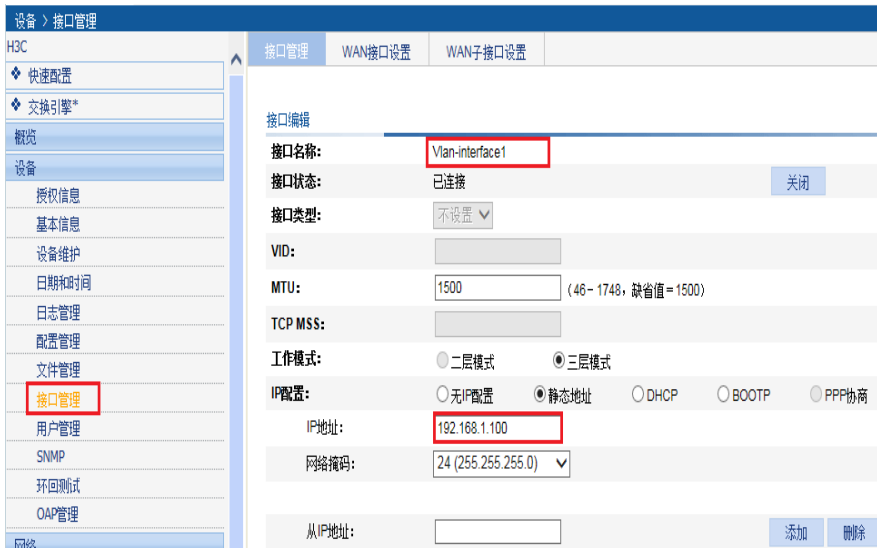 设备 > 接口管理
H3C
快速配置
交换引擎*
概览
设备
授权信息
基本信息
设备维护
日期和时间
日志管理
配置管理
文件管理
接口管理
用户管理
SNMP
环回测试
OAP管理
网络
接口管理 WAN接口设置 WAN子接口设置
接口编辑
接口名称: Vlan-interface1
接口状态: 已连接 关闭
接口类型: 不设置
VID:
MTU: 1500 (46-1748, 缺省值=1500)
TCP MSS:
工作模式: 二层模式 三层模式
IP配置: 无IP配置 静态地址 DHCP BOOTP PPP协商
IP地址: 192.168.1.100
网络掩码: 24 (255.255.255.0)
从IP地址: 添加 删除